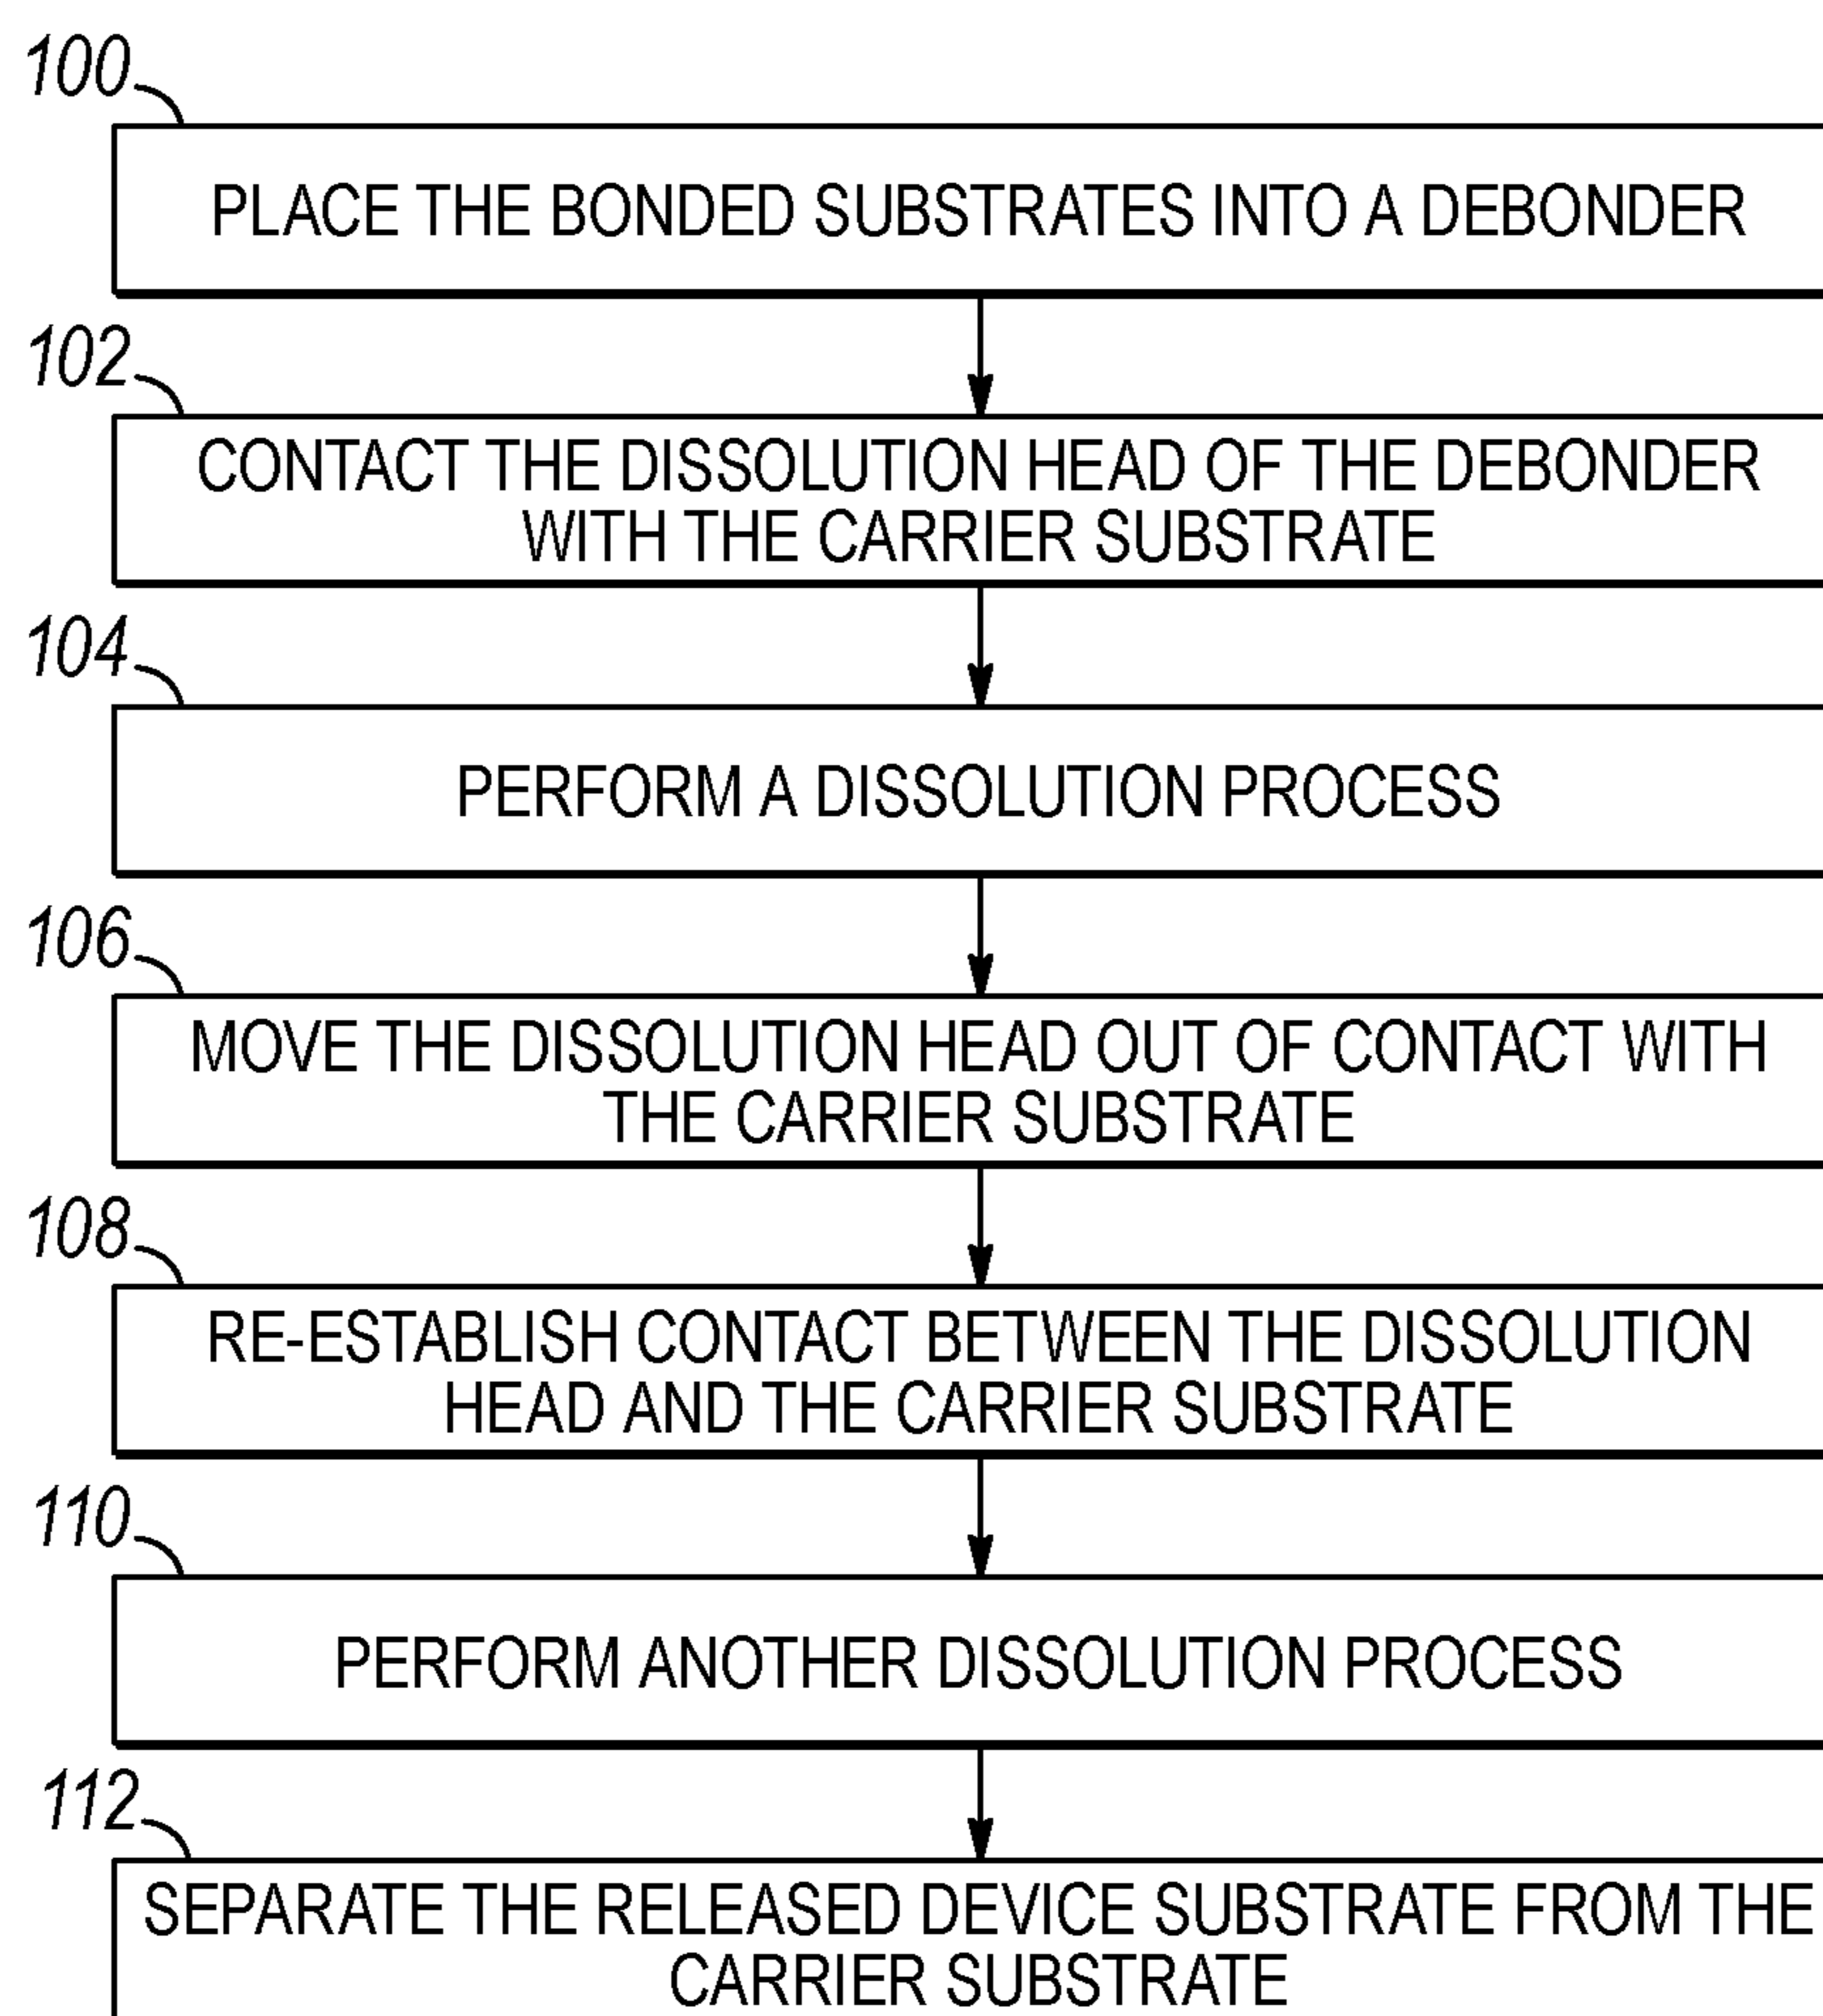 100
PLACE THE BONDED SUBSTRATES INTO A DEBONDER
102
CONTACT THE DISSOLUTION HEAD OF THE DEBONDER
WITH THE CARRIER SUBSTRATE
104
PERFORM A DISSOLUTION PROCESS
106
MOVE THE DISSOLUTION HEAD OUT OF CONTACT WITH
THE CARRIER SUBSTRATE
108
RE-ESTABLISH CONTACT BETWEEN THE DISSOLUTION
HEAD AND THE CARRIER SUBSTRATE
110
PERFORM ANOTHER DISSOLUTION PROCESS
112
SEPARATE THE RELEASED DEVICE SUBSTRATE FROM THE
CARRIER SUBSTRATE